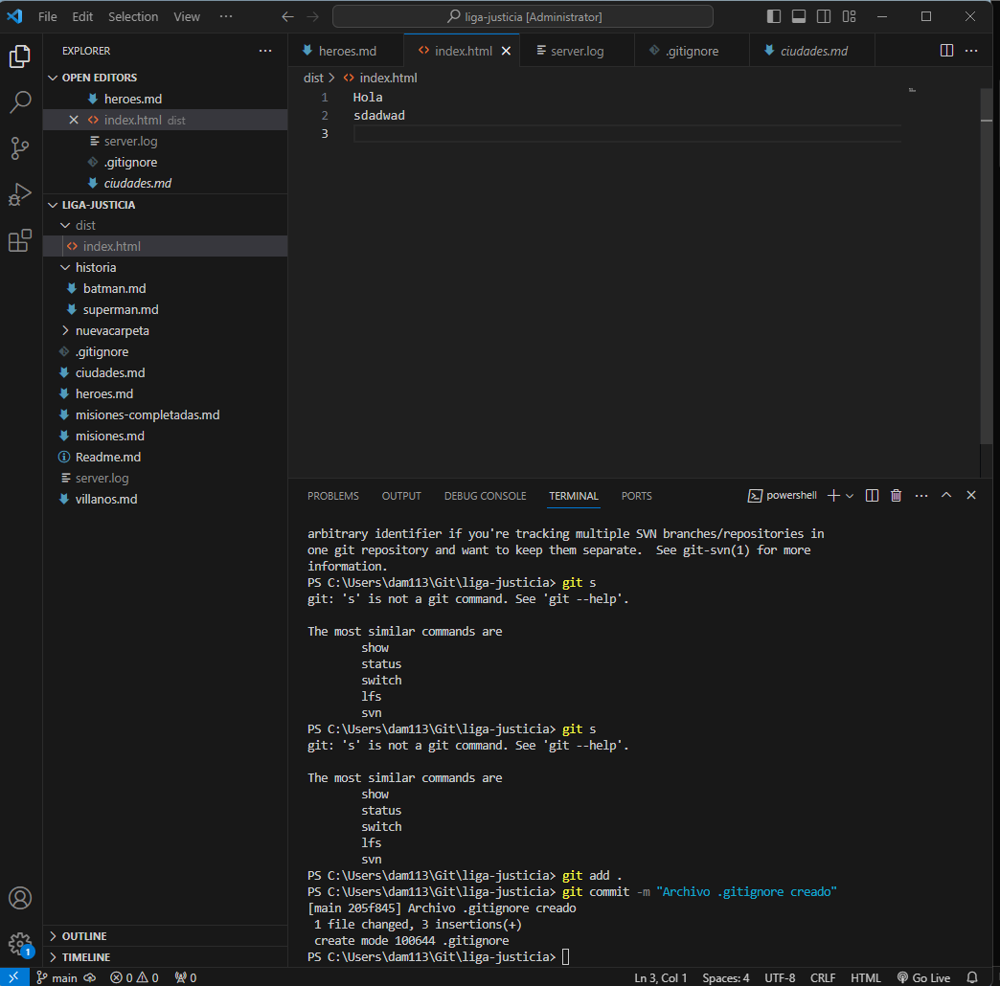 File Edit Selection View ··· liga-justicia [Administrator]
EXPLORER ···
OPEN EDITORS
heroes.md
index.html dist
server.log
.gitignore
ciudades.md
LIGA-JUSTICIA
dist
index.html
historia
batman.md
superman.md
nuevacarpeta
.gitignore
ciudades.md
heroes.md
misiones-completadas.md
misiones.md
Readme.md
server.log
villanos.md
OUTLINE
TIMELINE
1
heroes.md index.html server.log .gitignore ciudades.md
dist > index.html
1 Hola
2 sdadwad
3
PROBLEMS OUTPUT DEBUG CONSOLE TERMINAL PORTS powershell
arbitrary identifier if you're tracking multiple SVN branches/repositories in
one git repository and want to keep them separate.  See git-svn(1) for more
information.
PS C:\Users\dam113\Git\liga-justicia> git s
git: 's' is not a git command. See 'git --help'.
The most similar commands are
show
status
switch
lfs
svn
PS C:\Users\dam113\Git\liga-justicia> git s
git: 's' is not a git command. See 'git --help'.
The most similar commands are
show
status
switch
lfs
svn
PS C:\Users\dam113\Git\liga-justicia> git add .
PS C:\Users\dam113\Git\liga-justicia> git commit -m "Archivo .gitignore creado"
[main 205f845] Archivo .gitignore creado
1 file changed, 3 insertions(+)
create mode 100644 .gitignore
PS C:\Users\dam113\Git\liga-justicia>
main 0 0 0 Ln 3, Col 1 Spaces: 4 UTF-8 CRLF HTML Go Live